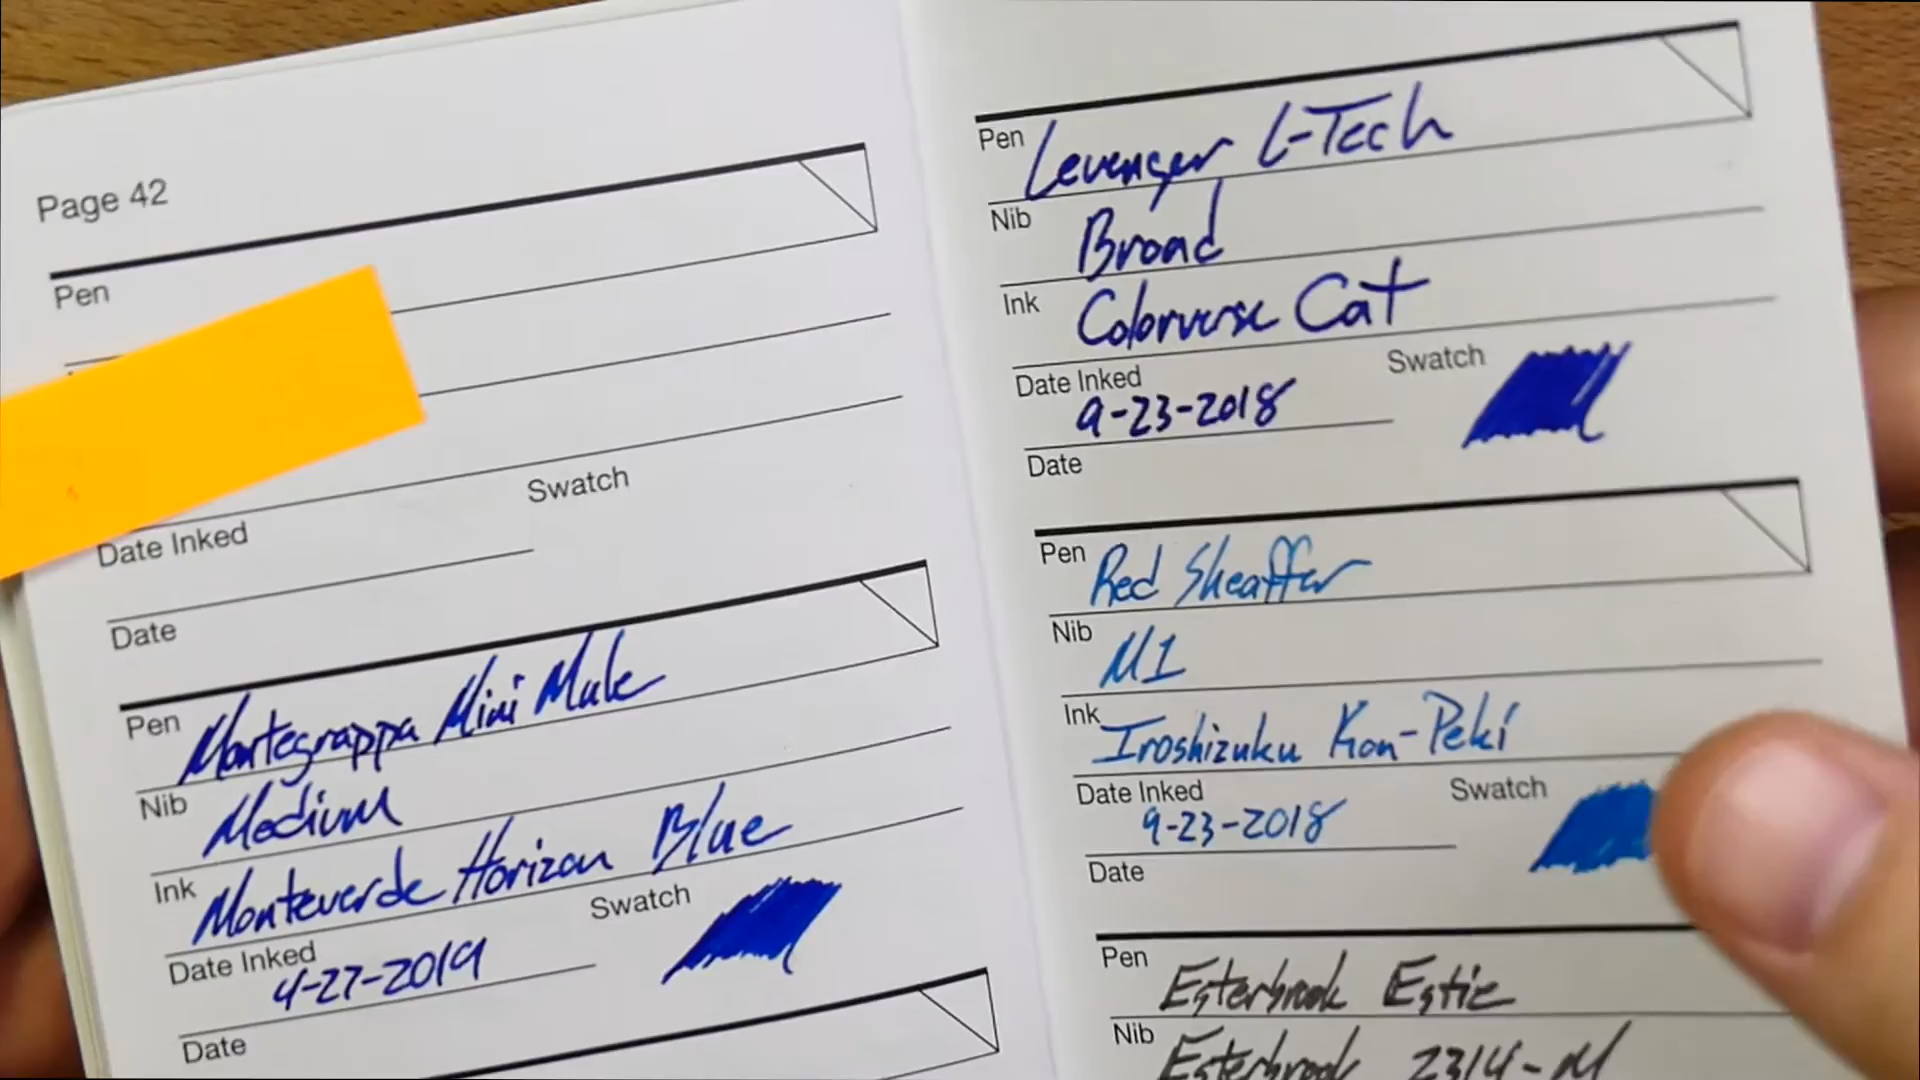 Page 42
Pen
Date Inked
Swatch
Date
Pen Montegrappa Mini Mule
Nib Medium
Ink Monteverde Horizon Blue
Date Inked
4-27-2019
Swatch
Date
Pen Levenger L-Tech
Nib Broad
Ink Colorverse Cat
Date Inked
9-23-2018
Swatch
Date
Pen Red Sheaffer
Nib M1
Ink Iroshizuku Kon-Peki
Date Inked
9-23-2018
Swatch
Date
Pen Esterbrook Estie
Nib Esterbrook 2314-M